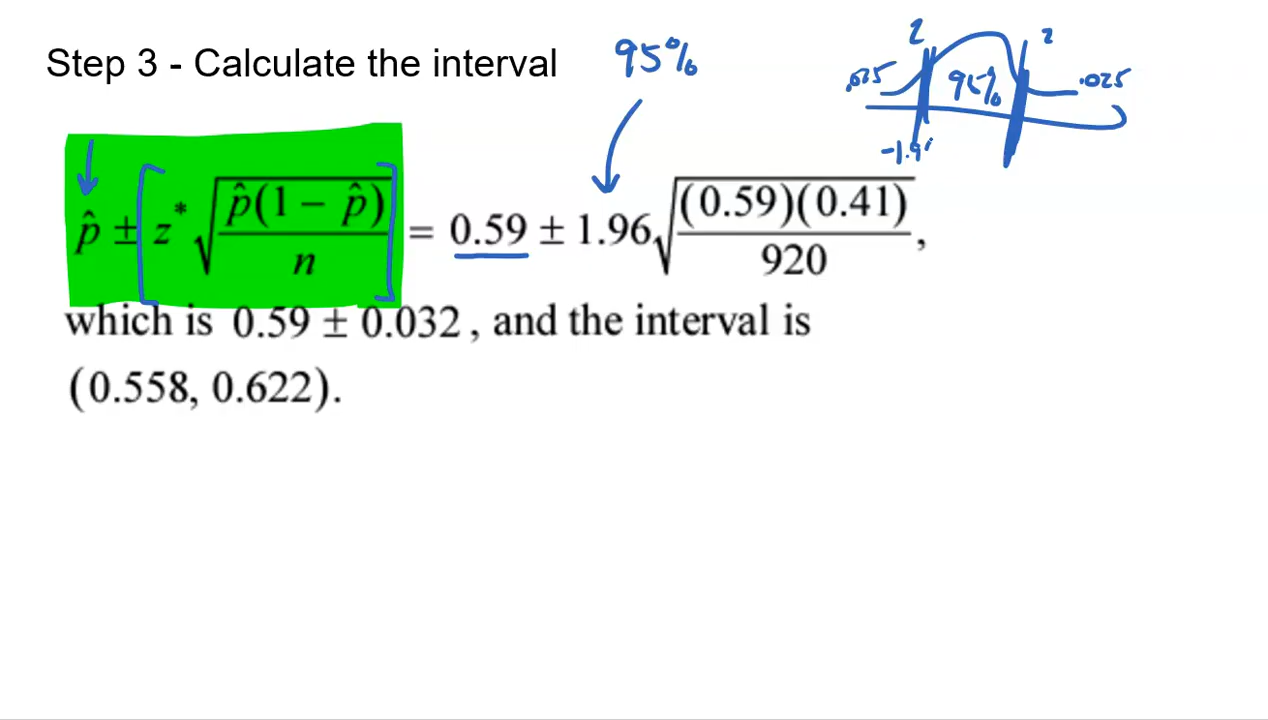 Step 3 - Calculate the interval
95%
z
z
.025
95%
.025
p̂ ± [z* √(p̂(1 − p̂)/n)] = 0.59 ± 1.96√((0.59)(0.41)/920),
which is 0.59 ± 0.032, and the interval is
(0.558, 0.622).